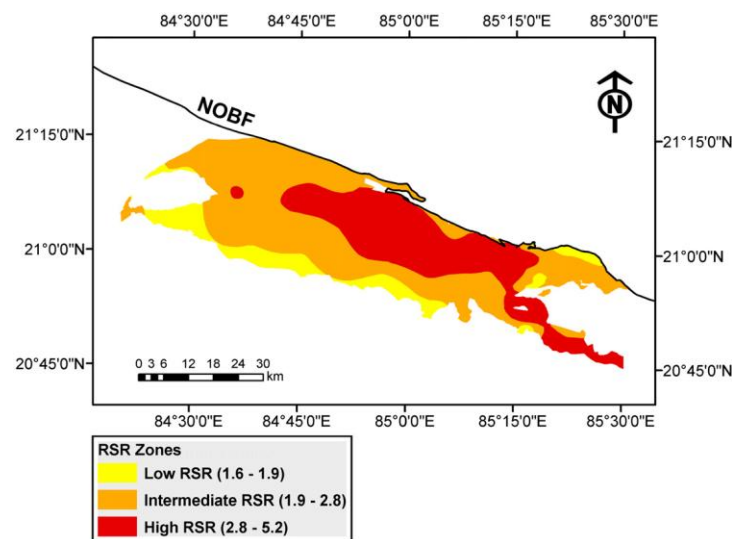 84°30'0"E 84°45'0"E 85°0'0"E 85°15'0"E 85°30'0"E
NOBF
N
21°15'0"N 21°15'0"N
21°0'0"N 21°0'0"N
20°45'0"N 20°45'0"N
0 3 6 12 18 24 30
km
84°30'0"E 84°45'0"E 85°0'0"E 85°15'0"E 85°30'0"E
RSR Zones
Low RSR (1.6 - 1.9)
Intermediate RSR (1.9 - 2.8)
High RSR (2.8 - 5.2)